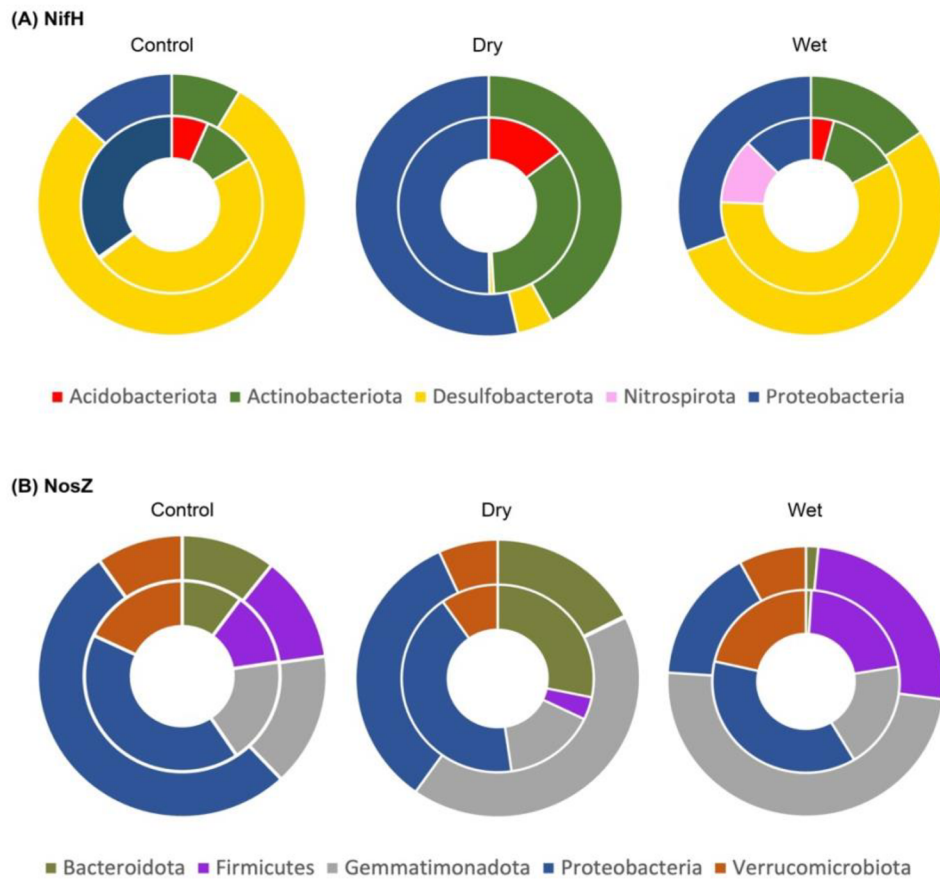 (A) NifH
Control Dry Wet
Acidobacteriota Actinobacteriota Desulfobacterota Nitrospirota Proteobacteria
(B) NosZ
Control Dry Wet
Bacteroidota Firmicutes Gemmatimonadota Proteobacteria Verrucomicrobiota